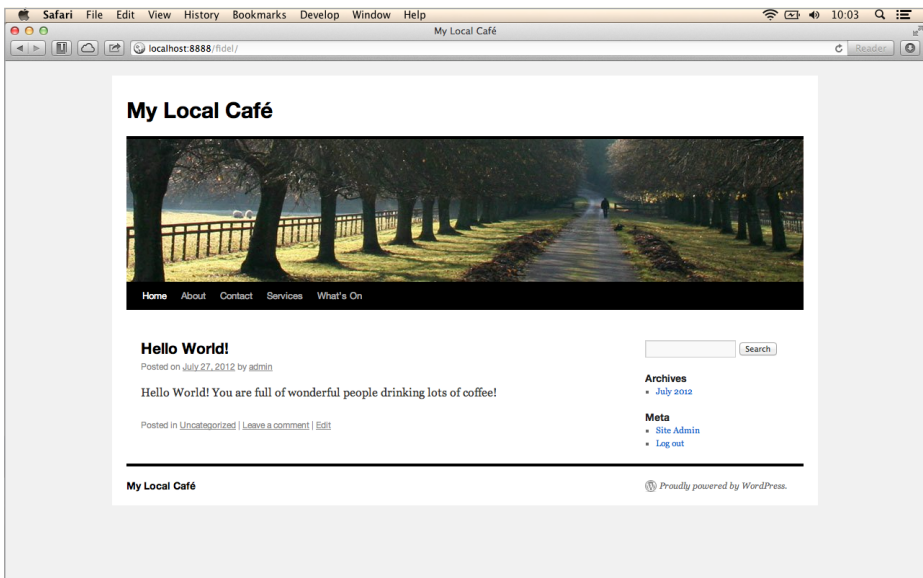 Safari File Edit View History Bookmarks Develop Window Help 10:03
My Local Café
localhost:8888/fidel/ Reader
My Local Café
Home About Contact Services What's On
Hello World!
Posted on July 27, 2012 by admin
Hello World! You are full of wonderful people drinking lots of coffee!
Posted in Uncategorized | Leave a comment | Edit
Search
Archives
July 2012
Meta
Site Admin
Log out
My Local Café
Proudly powered by WordPress.